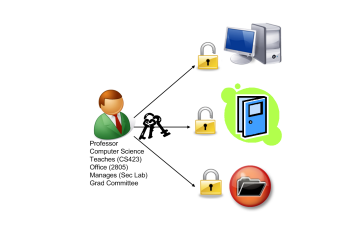 Professor
Computer Science
Teaches (CS423)
Office (2805)
Manages (Sec Lab)
Grad Committee